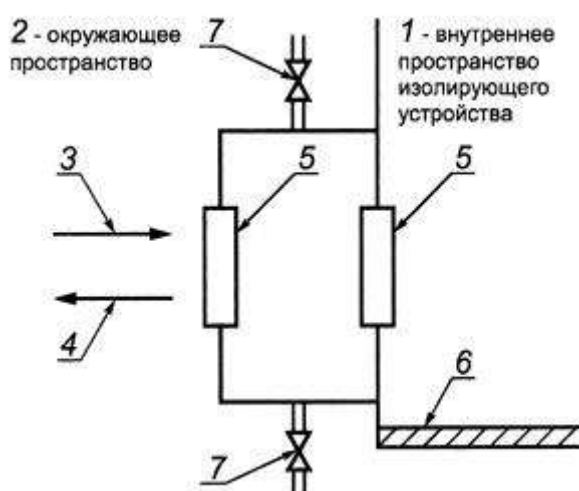 2 - окружающее
пространство
7
1 - внутреннее
пространство
изолирующего
устройства
3
5
5
4
6
7